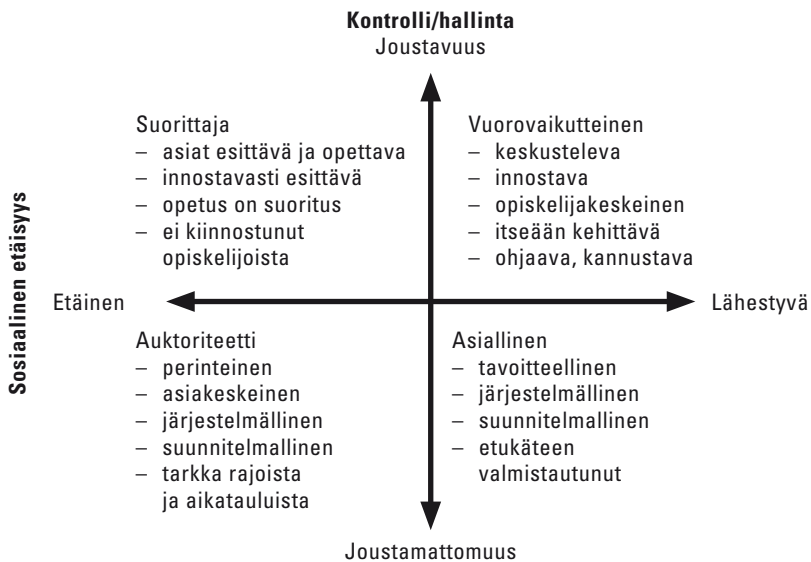 Kontrolli/hallinta
Joustavuus
Suorittaja
– asiat esittävä ja opettava
– innostavasti esittävä
– opetus on suoritus
– ei kiinnostunut
opiskelijoista
Vuorovaikutteinen
– keskusteleva
– innostava
– opiskelijakeskeinen
– itseään kehittävä
– ohjaava, kannustava
Sosiaalinen etäisyys
Etäinen
Lähestyvä
Auktoriteetti
– perinteinen
– asiakeskeinen
– järjestelmällinen
– suunnitelmallinen
– tarkka rajoista
ja aikatauluista
Asiallinen
– tavoitteellinen
– järjestelmällinen
– suunnitelmallinen
– etukäteen
valmistautunut
Joustamattomuus